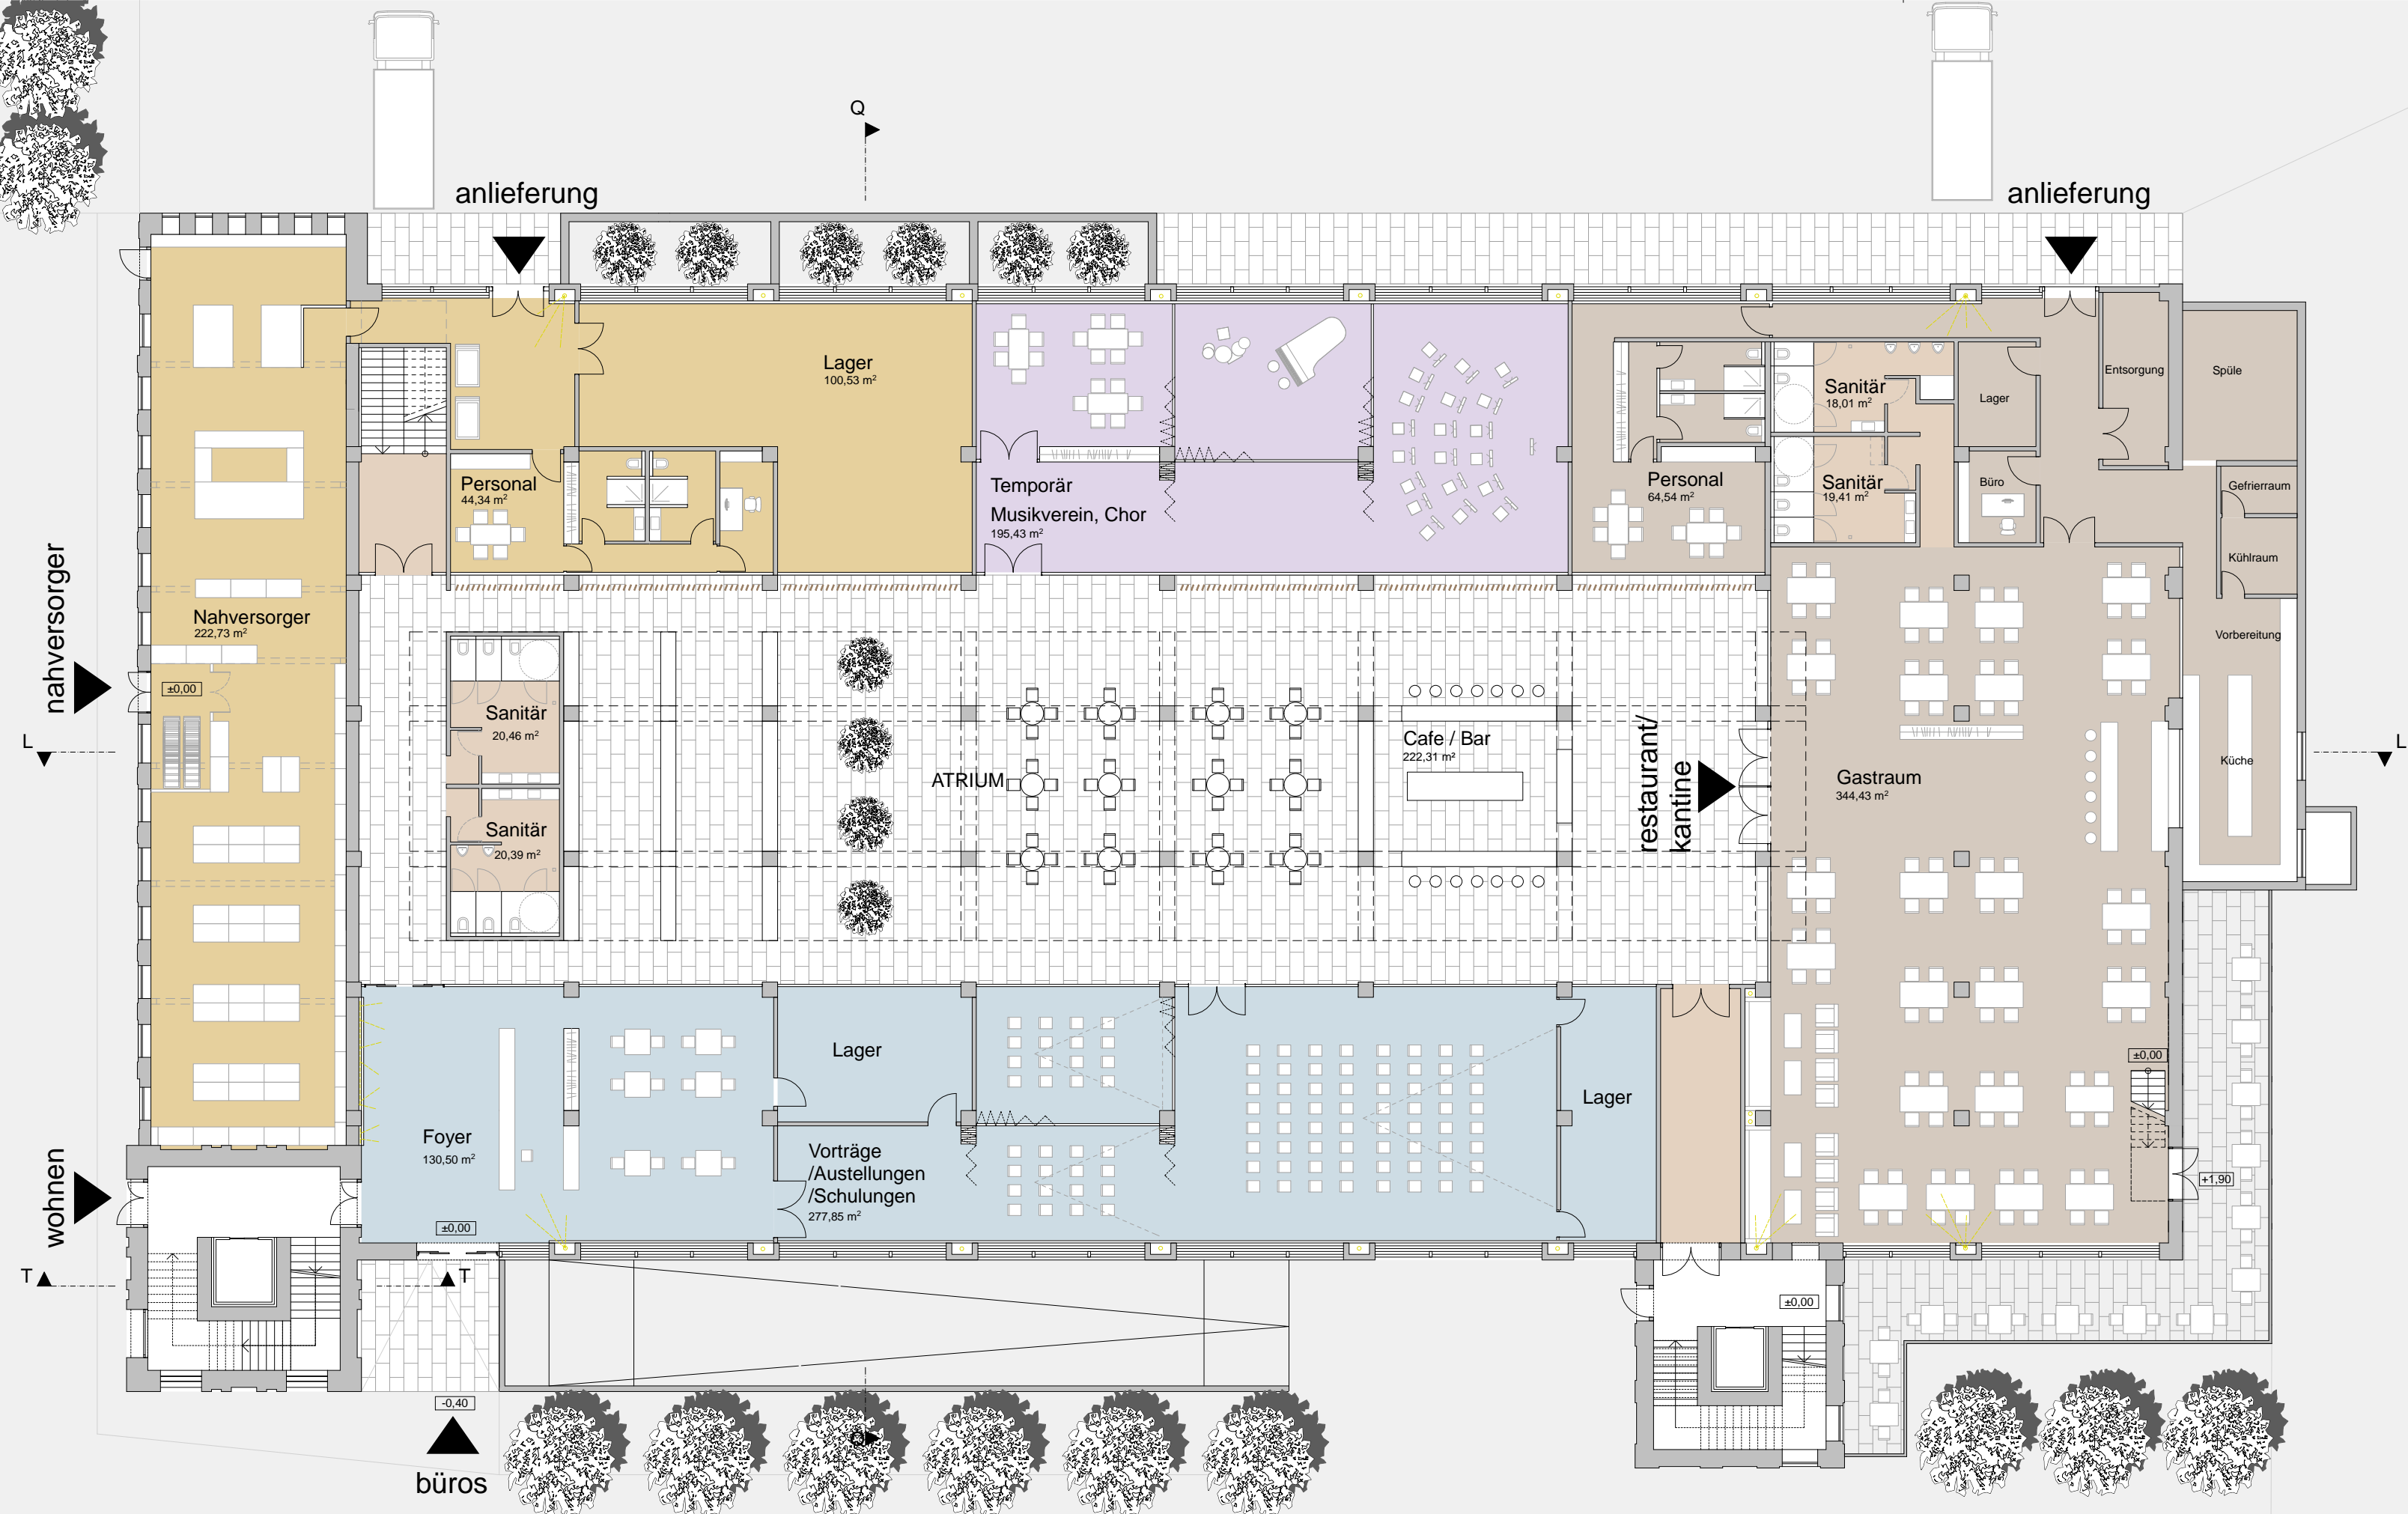 Q
anlieferung
anlieferung
Lager
100,53 m²
Entsorgung
Spüle
Sanitär
18,01 m²
Lager
Personal
44,34 m²
Temporär
Musikverein, Chor
195,43 m²
Personal
64,54 m²
Sanitär
19,41 m²
Büro
Gefrierraum
Kühlraum
nahversorger
Nahversorger
222,73 m²
Vorbereitung
±0,00
Sanitär
20,46 m²
L
L
Cafe / Bar
222,31 m²
ATRIUM
restaurant/
kantine
Gastraum
344,43 m²
Küche
Sanitär
20,39 m²
Lager
±0,00
Lager
Foyer
130,50 m²
Vorträge
/Austellungen
/Schulungen
277,85 m²
wohnen
+1,90
±0,00
T
T
±0,00
-0,40
Q
büros